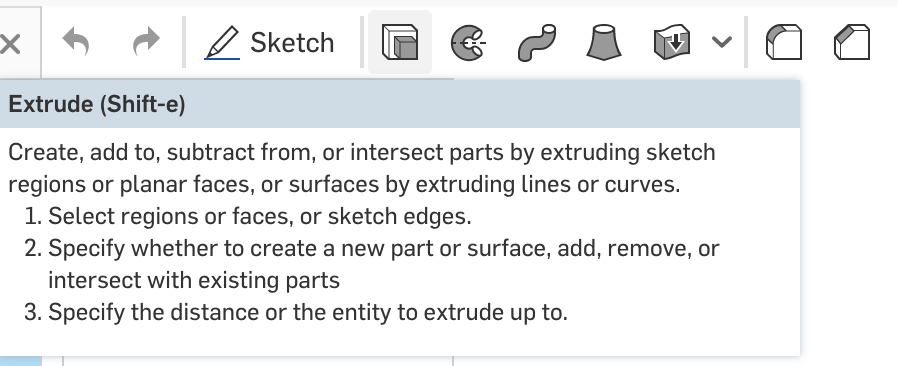 Sketch
Extrude (Shift-e)
Create, add to, subtract from, or intersect parts by extruding sketch
regions or planar faces, or surfaces by extruding lines or curves.
1. Select regions or faces, or sketch edges.
2. Specify whether to create a new part or surface, add, remove, or
intersect with existing parts
3. Specify the distance or the entity to extrude up to.